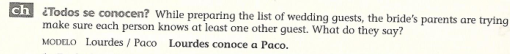 ch ¿Todos se conocen? While preparing the list of wedding guests, the bride's parents are trying
make sure each person knows at least one other guest. What do they say?
MODELO Lourdes / Paco Lourdes conoce a Paco.